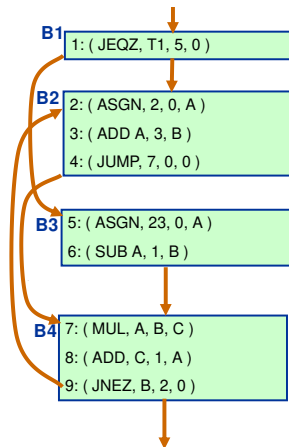 B1
1: ( JEQZ, T1, 5, 0 )
B2
2: ( ASGN, 2, 0, A )
3: ( ADD A, 3, B )
4: ( JUMP, 7, 0, 0 )
B3
5: ( ASGN, 23, 0, A )
6: ( SUB A, 1, B )
B4
7: ( MUL, A, B, C )
8: ( ADD, C, 1, A )
9: ( JNEZ, B, 2, 0 )